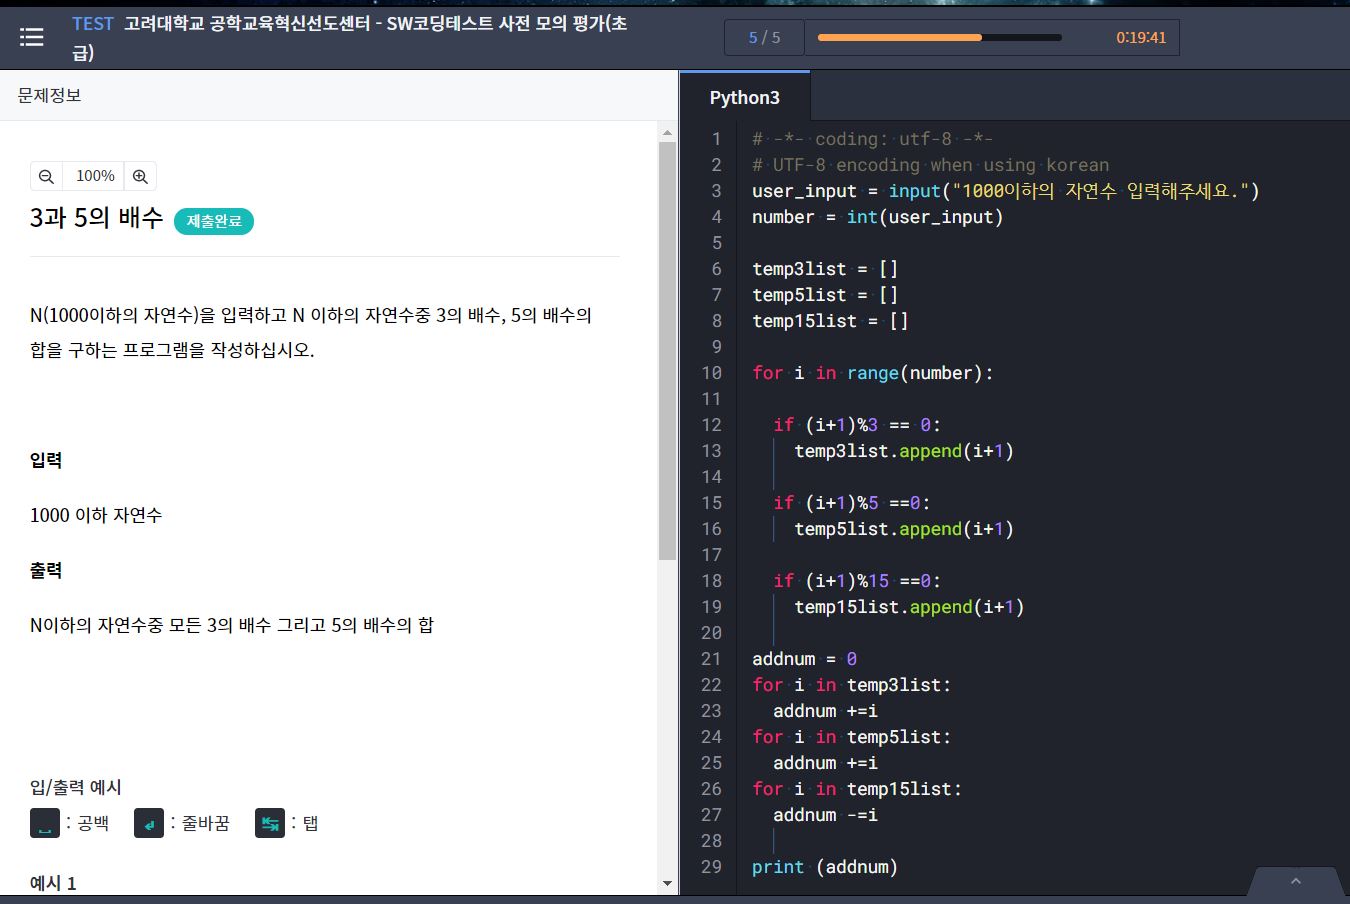 TEST 고려대학교 공학교육혁신선도센터 - SW코딩테스트 사전 모의 평가(초
급)
5 / 5
0:19:41
문제정보
100%
3과 5의 배수 제출완료
N(1000이하의 자연수)을 입력하고 N 이하의 자연수중 3의 배수, 5의 배수의
합을 구하는 프로그램을 작성하십시오.
입력
1000 이하 자연수
출력
N이하의 자연수중 모든 3의 배수 그리고 5의 배수의 합
입/출력 예시
: 공백 : 줄바꿈 : 탭
예시 1
Python3
1 # -*- coding: utf-8 -*-
2 # UTF-8 encoding when using korean
3 user_input = input("1000이하의 자연수 입력해주세요.")
4 number = int(user_input)
5
6 temp3list = []
7 temp5list = []
8 temp15list = []
9
10 for i in range(number):
11
12 if (i+1)%3 == 0:
13 temp3list.append(i+1)
14
15 if (i+1)%5 ==0:
16 temp5list.append(i+1)
17
18 if (i+1)%15 ==0:
19 temp15list.append(i+1)
20
21 addnum = 0
22 for i in temp3list:
23 addnum +=i
24 for i in temp5list:
25 addnum +=i
26 for i in temp15list:
27 addnum -=i
28
29 print (addnum)